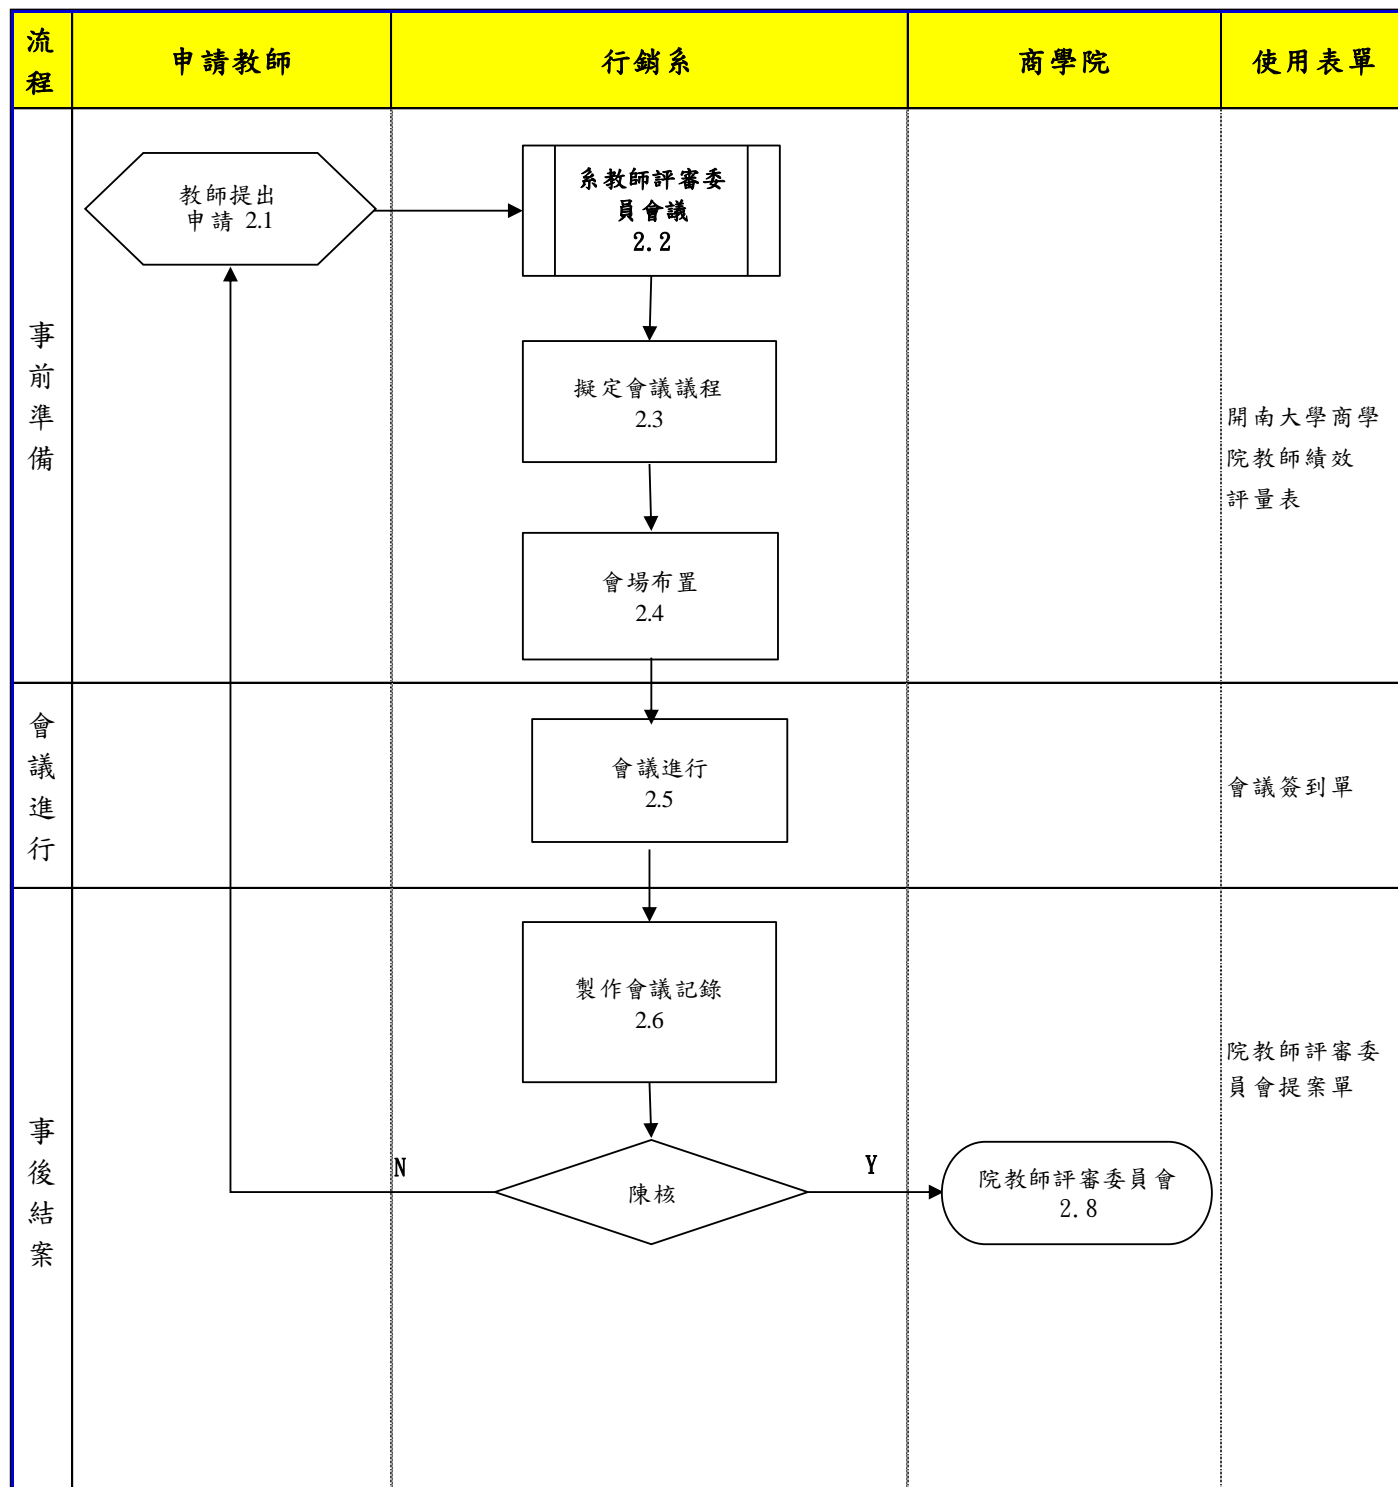 流
程
申請教師
行銷系
商學院
使用表單
事
前
準
備
教師提出
申請 2.1
系教師評審委
員會議
2.2
擬定會議議程
2.3
會場布置
2.4
開南大學商學
院教師績效
評量表
會
議
進
行
會議進行
2.5
會議簽到單
事
後
結
案
製作會議記錄
2.6
陳核
N
Y
院教師評審委員會
2.8
院教師評審委
員會提案單